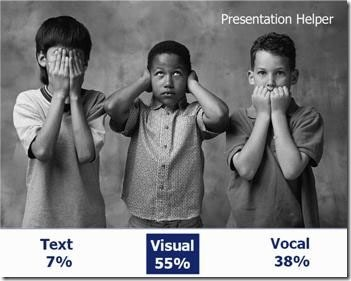 Presentation Helper
Text
7%
Visual
55%
Vocal
38%